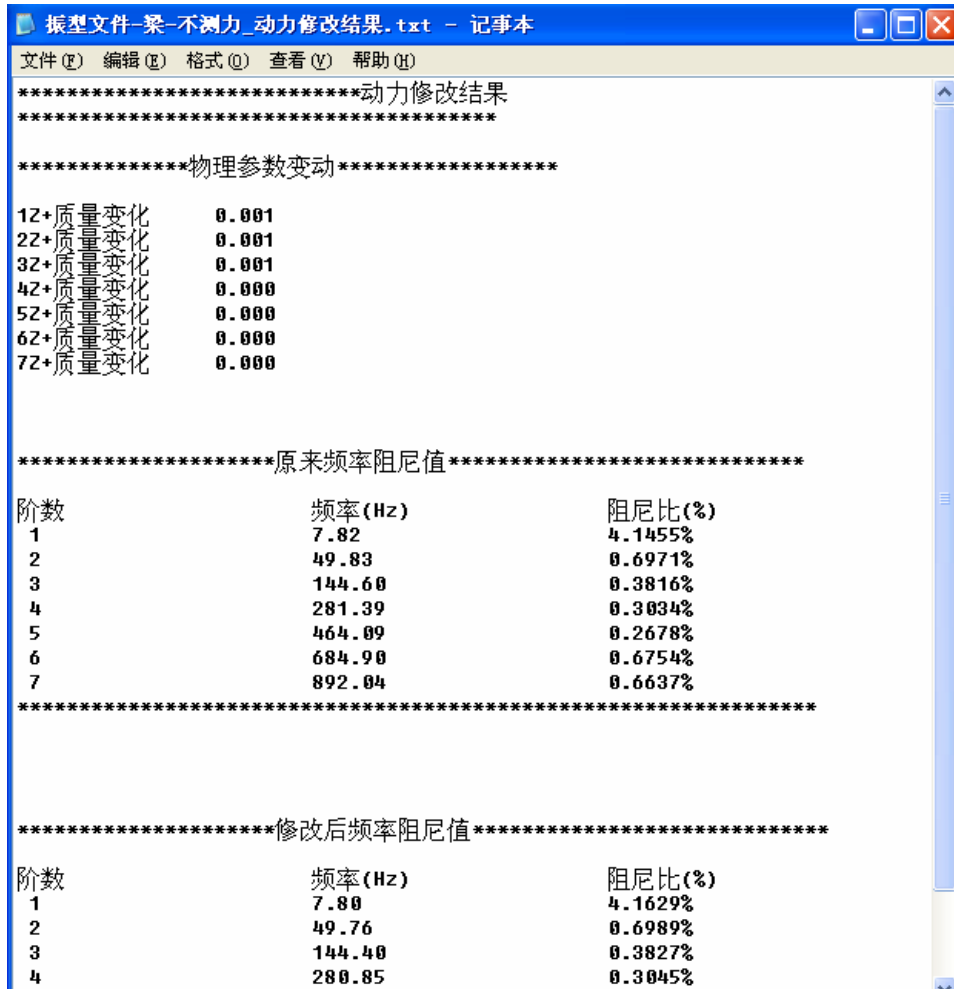 振型文件-梁-不测力_动力修改结果.txt - 记事本
文件(F) 编辑(E) 格式(O) 查看(V) 帮助(H)
****************************动力修改结果
***************************************
**************物理参数变动******************
1Z+质量变化 0.001
2Z+质量变化 0.001
3Z+质量变化 0.001
4Z+质量变化 0.000
5Z+质量变化 0.000
6Z+质量变化 0.000
7Z+质量变化 0.000
*********************原来频率阻尼值*****************************
阶数 频率(Hz) 阻尼比(%)
1 7.82 4.1455%
2 49.83 0.6971%
3 144.60 0.3816%
4 281.39 0.3034%
5 464.09 0.2678%
6 684.90 0.6754%
7 892.04 0.6637%
*****************************************************************
*********************修改后频率阻尼值*****************************
阶数 频率(Hz) 阻尼比(%)
1 7.80 4.1629%
2 49.76 0.6989%
3 144.40 0.3827%
4 280.85 0.3045%